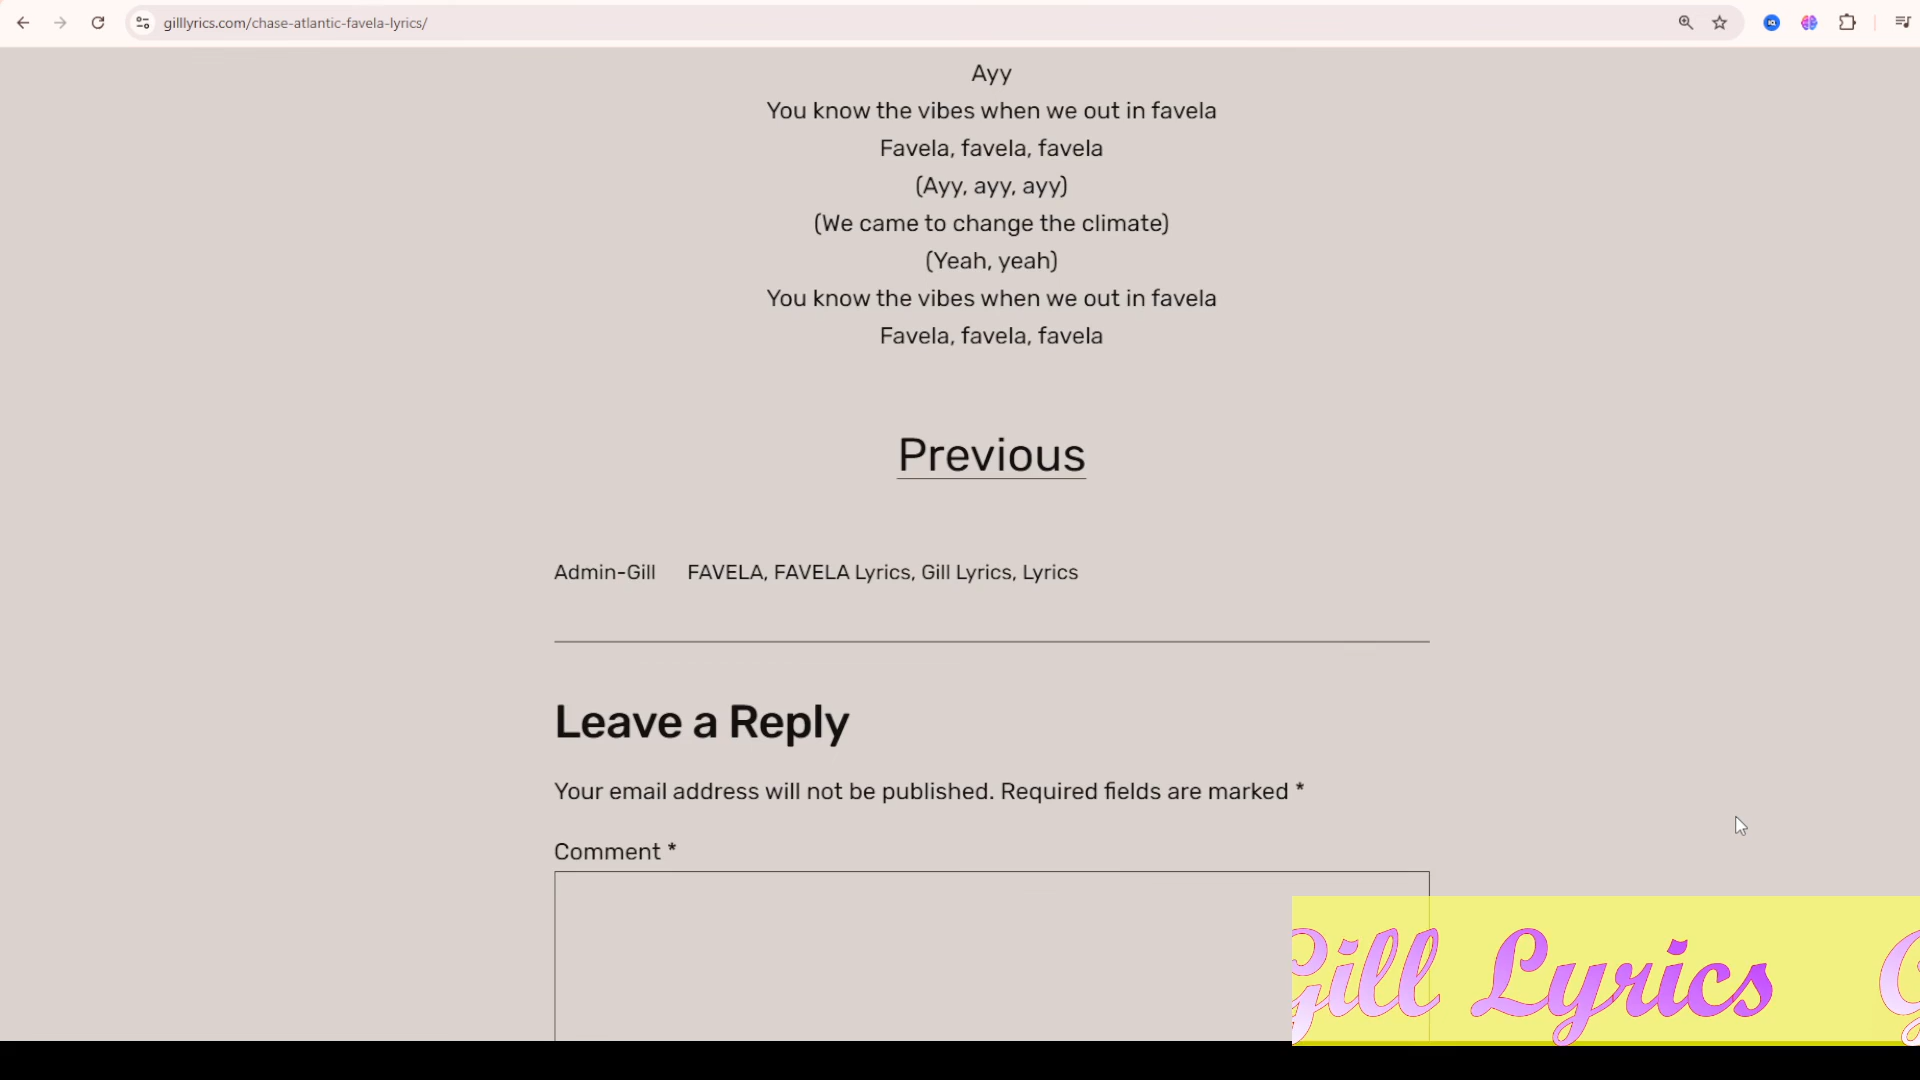 gilllyrics.com/chase-atlantic-favela-lyrics/
Ayy
You know the vibes when we out in favela
Favela, favela, favela
(Ayy, ayy, ayy)
(We came to change the climate)
(Yeah, yeah)
You know the vibes when we out in favela
Favela, favela, favela
Previous
Admin-Gill FAVELA, FAVELA Lyrics, Gill Lyrics, Lyrics
Leave a Reply
Your email address will not be published. Required fields are marked *
Comment *
Gill Lyrics